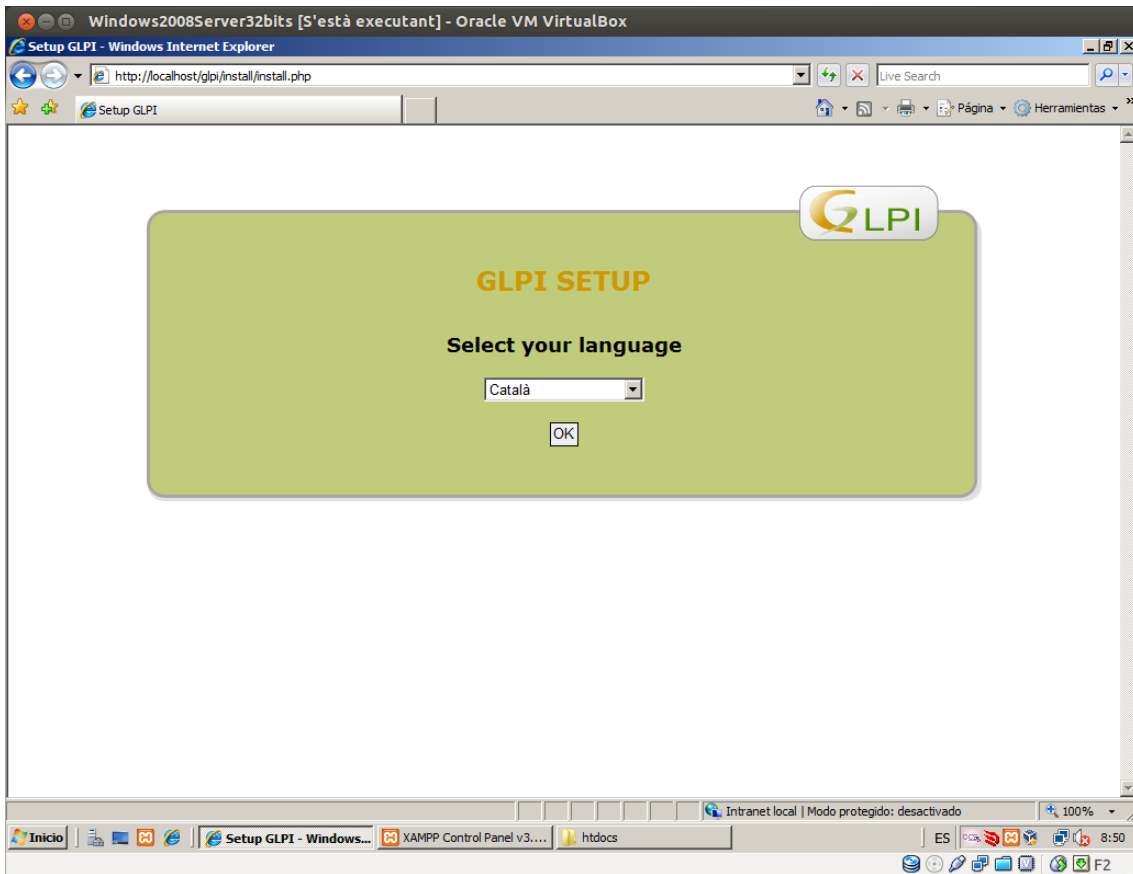 Windows2008Server32bits [S'està executant] - Oracle VM VirtualBox
Setup GLPI - Windows Internet Explorer
http://localhost/glpi/install/install.php
Live Search
Setup GLPI
Página
Herramientas
GLPI
GLPI SETUP
Select your language
Català
OK
Intranet local | Modo protegido: desactivado
100%
Inicio
Setup GLPI - Windows...
XAMPP Control Panel v3....
htdocs
ES
8:50
F2